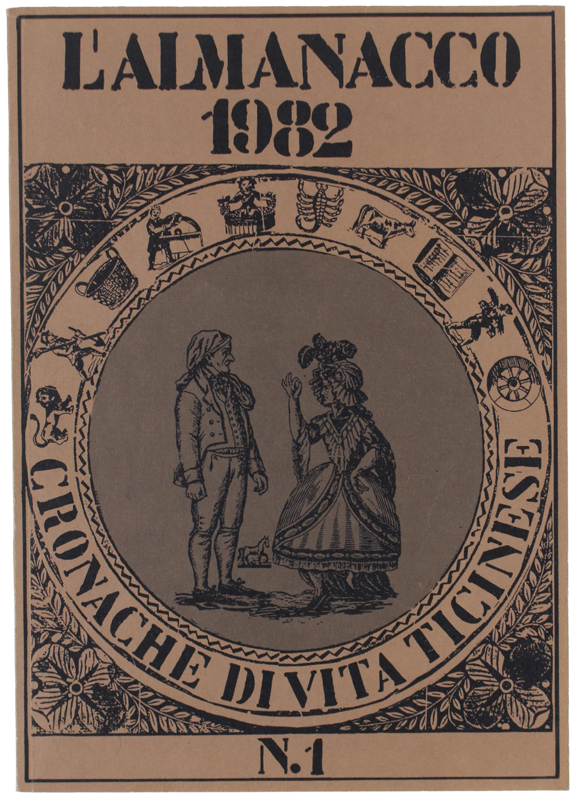 L'ALMANACCO
1982
CRONACHE DI VITA TICINESE
N.1